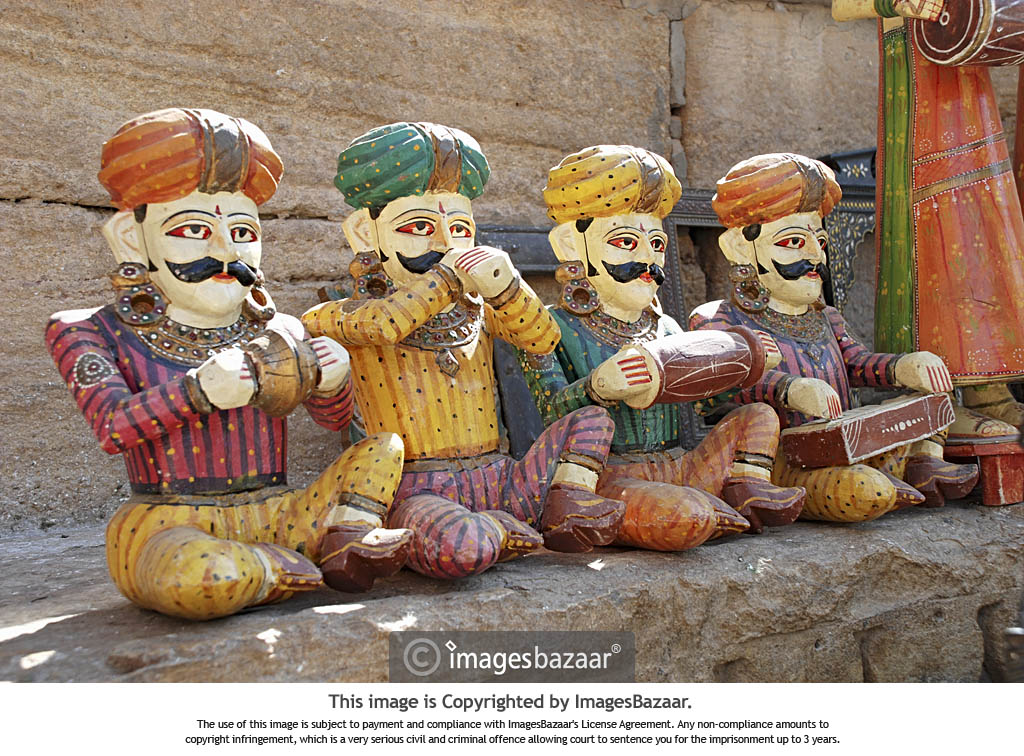 © imagesbazaar®
This image is Copyrighted by ImagesBazaar.
The use of this image is subject to payment and compliance with ImagesBazaar's License Agreement. Any non-compliance amounts to
copyright infringement, which is a very serious civil and criminal offence allowing court to sentence you for the imprisonment up to 3 years.